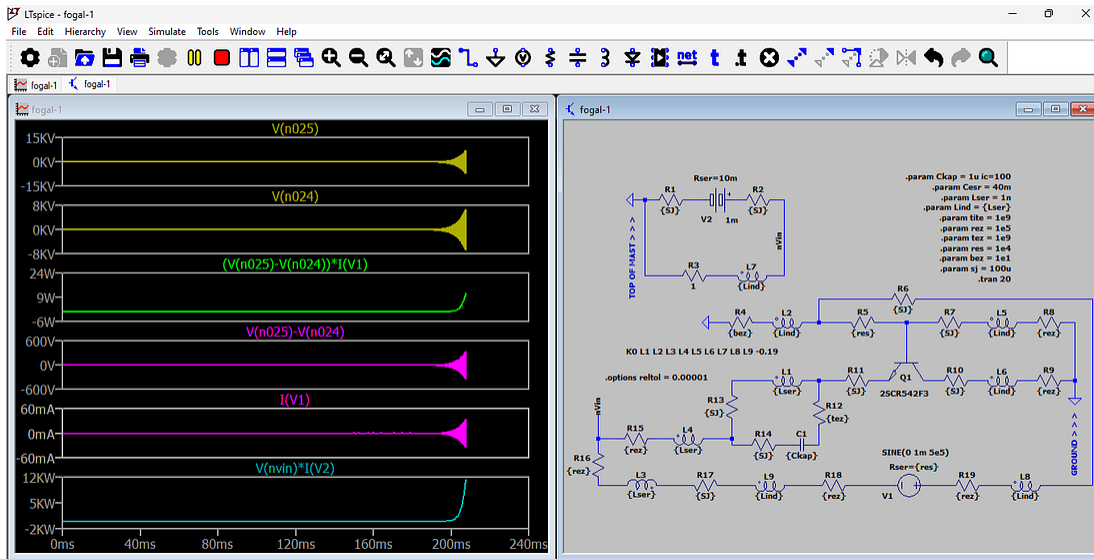 LTspice - fogal-1
File Edit Hierarchy View Simulate Tools Window Help
net t .t
fogal-1 fogal-1
fogal-1
V(n025)
15KV
0KV
-15KV
V(n024)
8KV
0KV
-8KV
(V(n025)-V(n024))*I(V1)
24W
9W
-6W
V(n025)-V(n024)
600V
0V
-600V
I(V1)
60mA
0mA
-60mA
V(nvin)*I(V2)
12KW
5KW
-2KW
0ms 40ms 80ms 120ms 160ms 200ms 240ms
fogal-1
.param Ckap = 1u ic=100
.param Cesr = 40m
.param Lser = 1n
.param Lind = {Lser}
.param tite = 1e9
.param rez = 1e5
.param tez = 1e9
.param res = 1e4
.param bez = 1e1
.param sj = 100u
.tran 20
Rser=10m
R1 R2
{SJ} + {SJ}
V2 1m
nVin
TOP OF MAST > > >
R3 L7
1 {Lind}
R6
{SJ}
R4 L2 R5 R7 L5 R8
{bez} {Lind} {res} {SJ} {Lind} {rez}
K0 L1 L2 L3 L4 L5 L6 L7 L8 L9 -0.19
.options reltol = 0.00001
L1 R11 Q1 R10 L6 R9
{Lser} {SJ} 2SCR542F3 {SJ} {Lind} {rez}
R13 R12
{SJ} {tez}
nVin
R15 L4 R14 C1
{rez} {Lser} {SJ} {Ckap}
GROUND > > >
R16
{rez}
SINE(0 1m 5e5)
Rser={res}
L3 R17 L9 R18 V1 R19 L8
{Lser} {SJ} {Lind} {rez} {rez} {Lind}